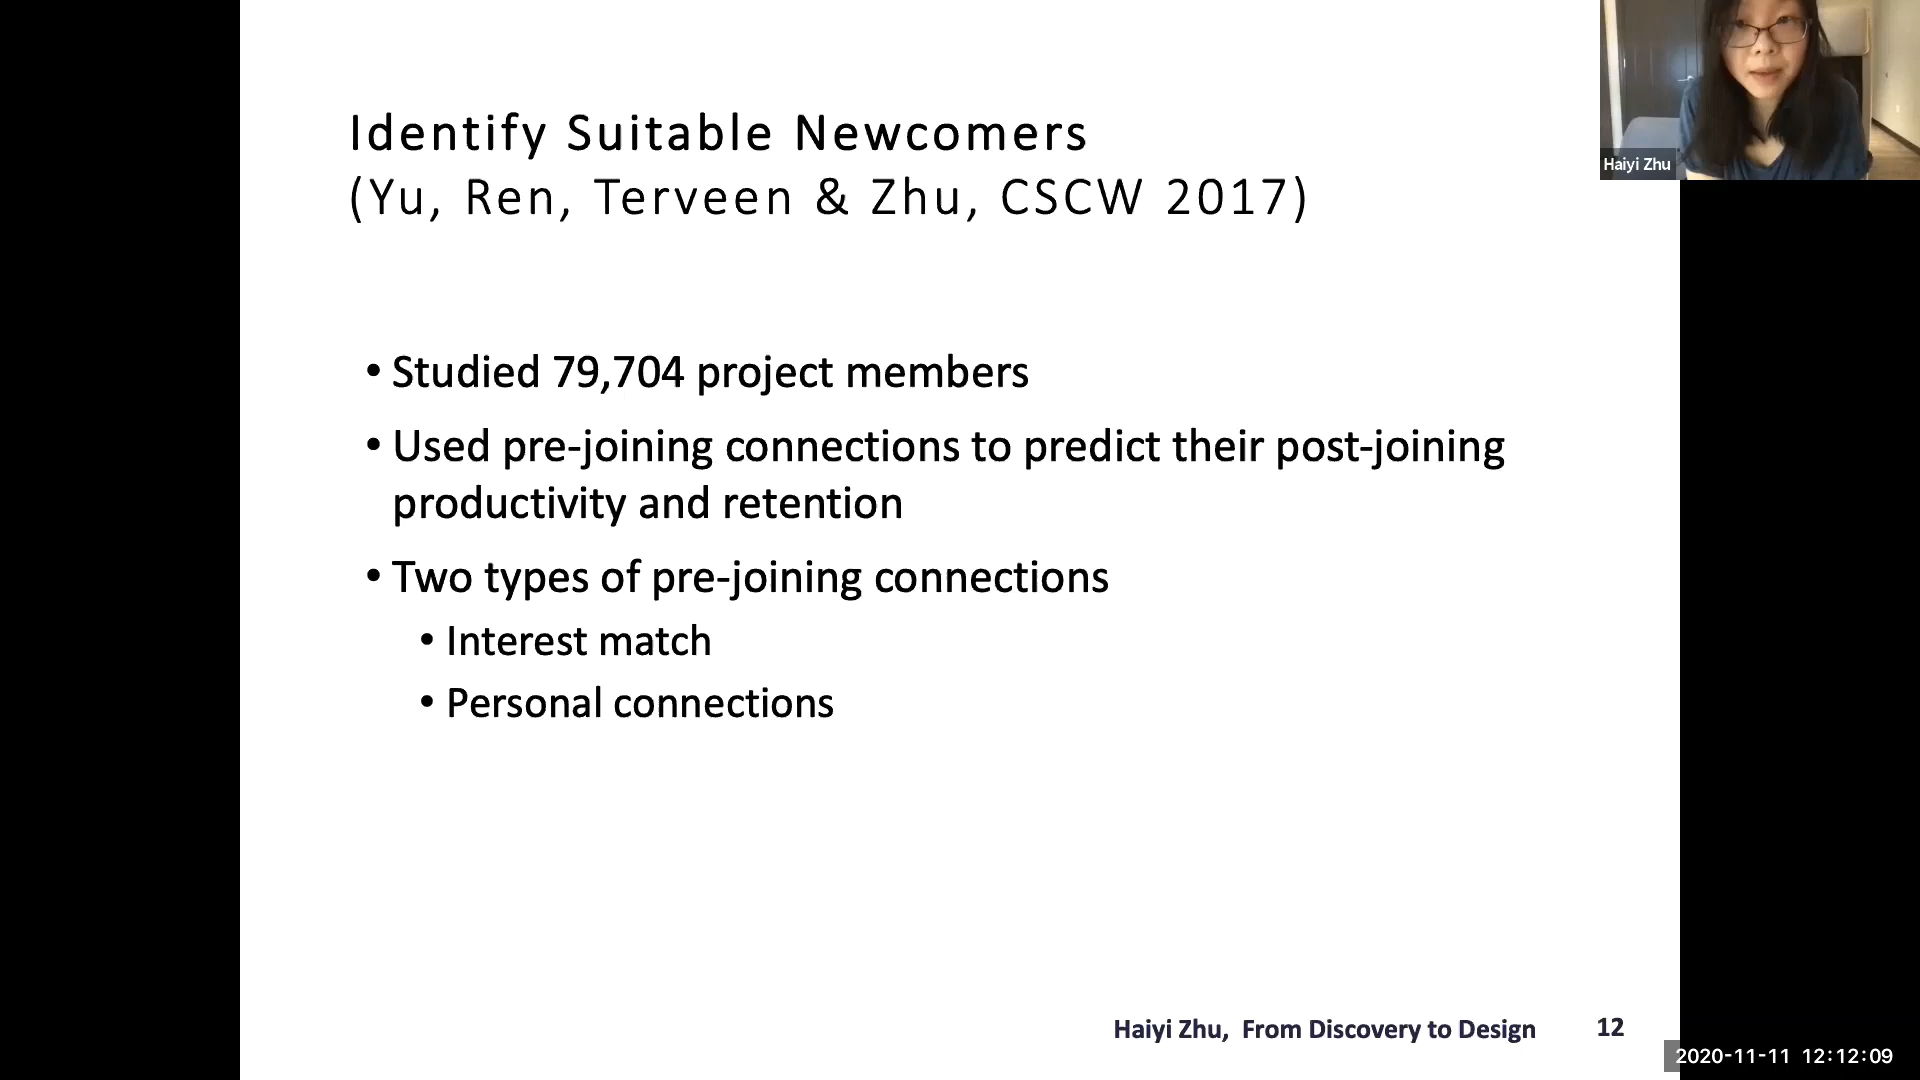 Identify Suitable Newcomers
(Yu, Ren, Terveen & Zhu, CSCW 2017)
Haiyi Zhu
• Studied 79,704 project members
• Used pre-joining connections to predict their post-joining
productivity and retention
• Two types of pre-joining connections
• Interest match
• Personal connections
Haiyi Zhu, From Discovery to Design 12
2020-11-11 12:12:09